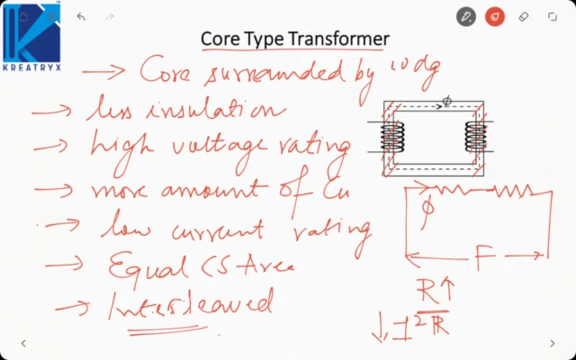 KREATRYX
Core Type Transformer
→ Core surrounded by wdg
→ less insulation
→ high voltage rating
→ more amount of Cu
→ low current rating
→ Equal CS Area
→ Interleaved
ϕ
ϕ
F
R↑
↓I²R